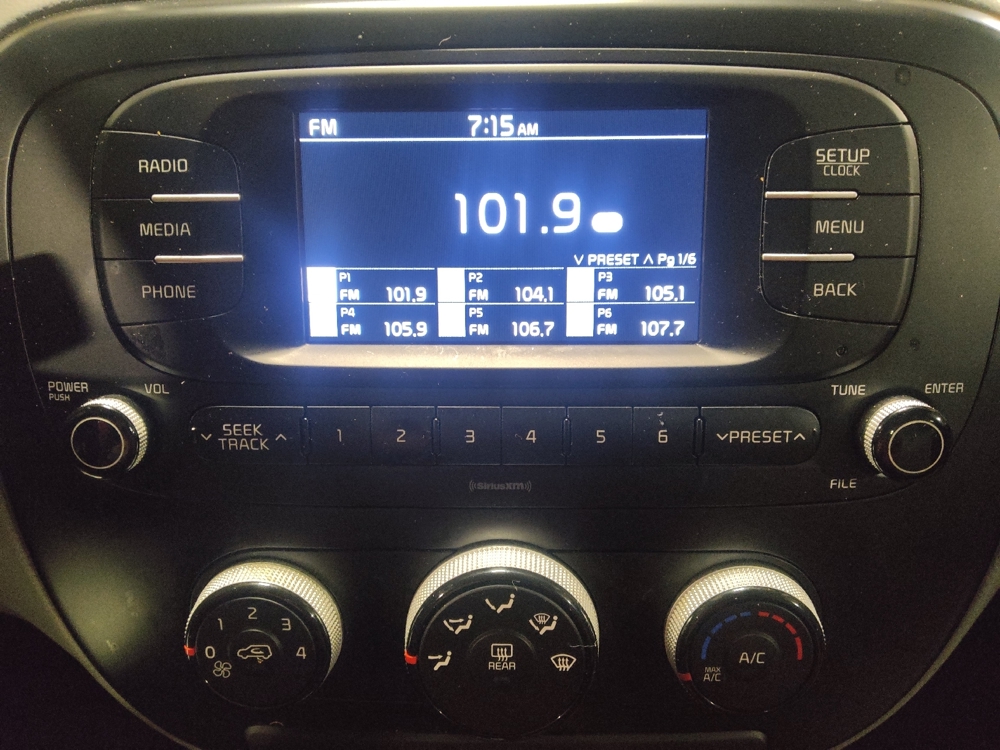 FM 7:15 AM
101.9
∨ PRESET ∧ Pg 1/6
P1 P2 P3
FM 101.9 FM 104.1 FM 105.1
P4 P5 P6
FM 105.9 FM 106.7 FM 107.7
RADIO
MEDIA
PHONE
SETUP
CLOCK
MENU
BACK
POWER
PUSH
VOL
SEEK
TRACK
1 2 3 4 5 6
PRESET
TUNE
ENTER
FILE
SiriusXM
0 1 2 3 4
REAR
MAX
A/C
A/C